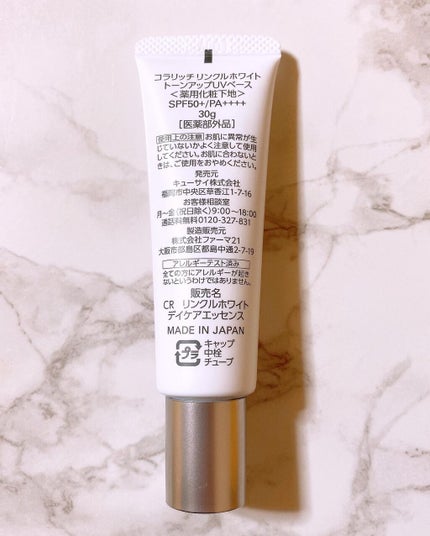 コラリッチ リンクルホワイト
トーンアップUVベース
＜薬用化粧下地＞
SPF50+/PA++++
30g
［医薬部外品］
使用上の注意 お肌に異常が生
じていないかよく注意して使用
してください。お肌に合わないと
きは、ご使用をおやめください。
発売元
キューサイ株式会社
福岡市中央区草香江1-7-16
お客様相談室
月～金(祝日除く)9:00～18:00
通話料無料0120-327-831
製造販売元
株式会社ファーマ21
大阪市都島区都島中通2-7-19
アレルギーテスト済み
全ての方にアレルギーが起き
ないというわけではありません。
販売名
CR リンクルホワイト
デイケアエッセンス
MADE IN JAPAN
プラ
キャップ
中栓
チューブ